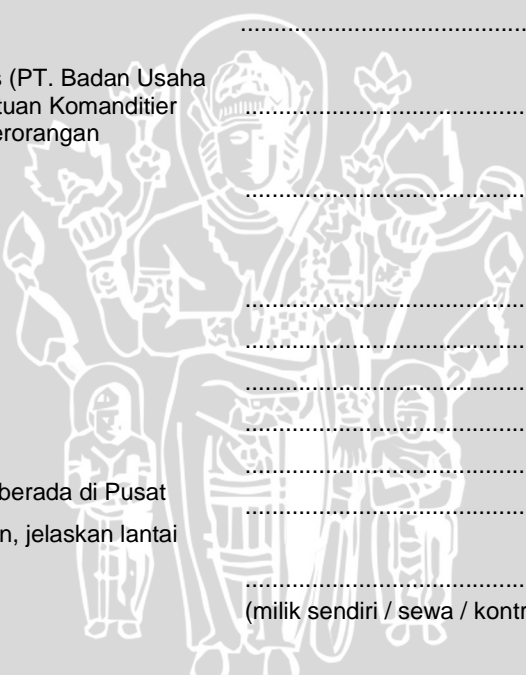 ..........................................
s (PT. Badan Usaha
tuan Komanditier ..........................................
erorangan
..........................................
..........................................
..........................................
..........................................
..........................................
..........................................
berada di Pusat
..........................................
n, jelaskan lantai
..........................................
(milik sendiri / sewa / kontr